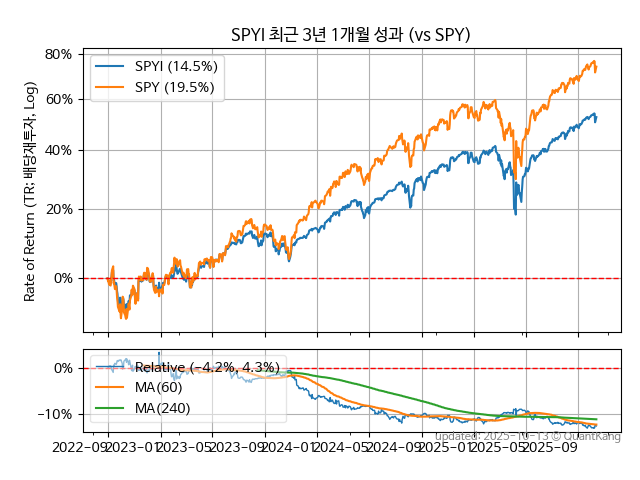 SPYI 최근 3년 1개월 성과 (vs SPY)
80%
60%
40%
20%
0%
Rate of Return (TR: 배당재투자, Log)
SPYI (14.5%)
SPY (19.5%)
0%
−10%
Relative (−4.2%, 4.3%)
MA(60)
MA(240)
2022-09 2023-01 2023-05 2023-09 2024-01 2024-05 2024-09 2025-01 2025-05 2025-09
updated: 2025-10-13 © QuantKang